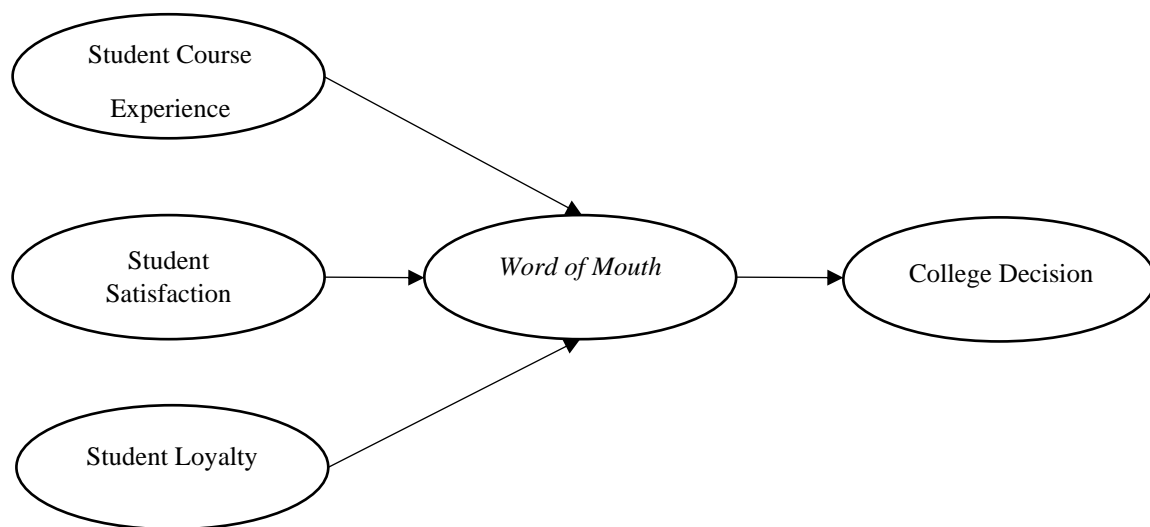 Student Course
Experience
Student
Satisfaction
Word of Mouth
College Decision
Student Loyalty